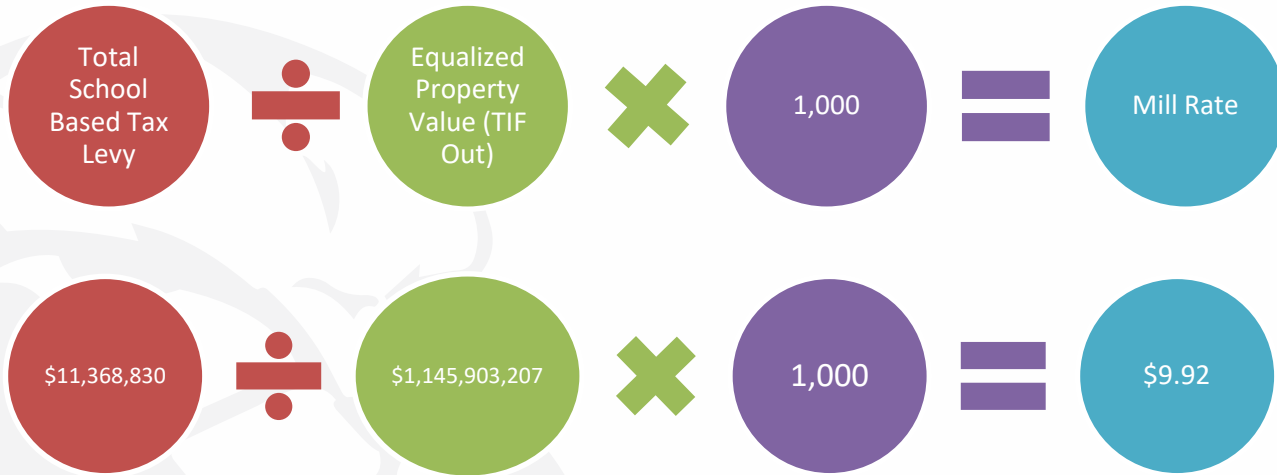 Total
School
Based Tax
Levy
Equalized
Property
Value (TIF
Out)
1,000
Mill Rate
$11,368,830
$1,145,903,207
1,000
$9.92